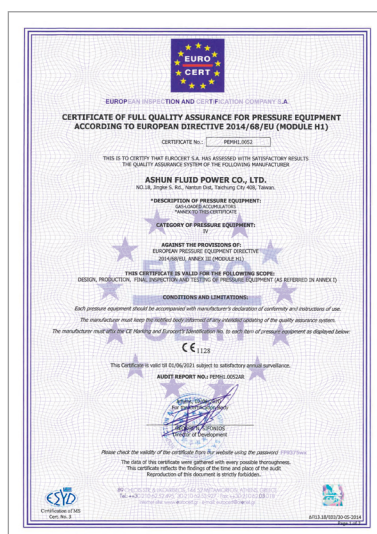 EURO
CERT
EUROPEAN INSPECTION AND CERTIFICATION COMPANY S.A.
CERTIFICATE OF FULL QUALITY ASSURANCE FOR PRESSURE EQUIPMENT
ACCORDING TO EUROPEAN DIRECTIVE 2014/68/EU (MODULE H1)
CERTIFICATE No.: PEMH1.0052
THIS IS TO CERTIFY THAT EUROCERT S.A. HAS ASSESSED WITH SATISFACTORY RESULTS
THE QUALITY ASSURANCE SYSTEM OF THE FOLLOWING MANUFACTURER
ASHUN FLUID POWER CO., LTD.
NO.18, Jingke S. Rd., Nantun Dist, Taichung City 408, Taiwan.
*DESCRIPTION OF PRESSURE EQUIPMENT:
GAS-LOADED ACCUMULATORS
*ANNEX TO THIS CERTIFICATE
CATEGORY OF PRESSURE EQUIPMENT:
IV
AGAINST THE PROVISIONS OF:
EUROPEAN PRESSURE EQUIPMENT DIRECTIVE
2014/68/EU, ANNEX III (MODULE H1)
THIS CERTIFICATE IS VALID FOR THE FOLLOWING SCOPE:
DESIGN, PRODUCTION, FINAL INSPECTION AND TESTING OF PRESSURE EQUIPMENT (AS REFERRED IN ANNEX I)
CONDITIONS AND LIMITATIONS:
Each pressure equipment should be accompanied with manufacturer's declaration of conformity and instructions of use.
The manufacturer must keep the notified body informed of any intended updating of the quality assurance system.
The manufacturer must affix the CE Marking and Eurocert's Identification No. to each item of pressure equipment as displayed below:
CE 1128
This Certificate is valid till 01/06/2021 subject to satisfactory annual surveillance.
AUDIT REPORT NO.: PEMH1.0052AR
For the Certification Body
Director of Development
Please check the validity of the certificate from our website using the password
The data of this certificate were gathered with every possible thoroughness.
This certificate reflects the findings of the time and place of the audit
Reproduction of this document is strictly forbidden.
ESYD
Certification of MS
Cert. No. 3